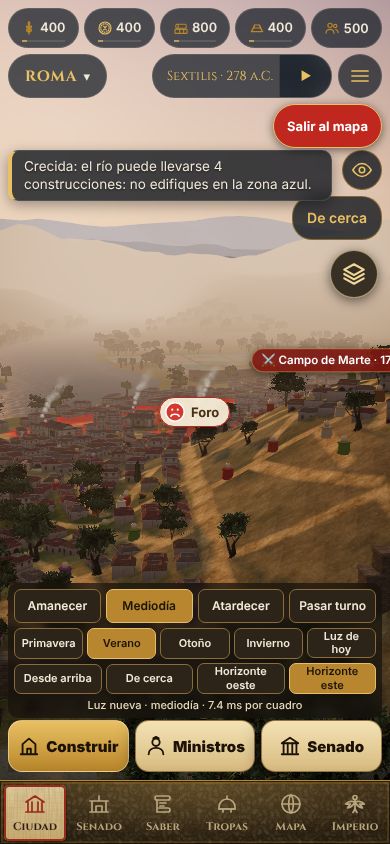 400
400
800
400
500
ROMA ▾
SEXTILIS · 278 A.C.
Salir al mapa
Crecida: el río puede llevarse 4
construcciones: no edifiques en la zona azul.
De cerca
Campo de Marte · 17
Foro
Amanecer
Mediodía
Atardecer
Pasar turno
Primavera
Verano
Otoño
Invierno
Luz de
hoy
Desde arriba
De cerca
Horizonte
oeste
Horizonte
este
Luz nueva · mediodía · 7.4 ms por cuadro
Construir
Ministros
Senado
CIUDAD
SENADO
SABER
TROPAS
MAPA
IMPERIO